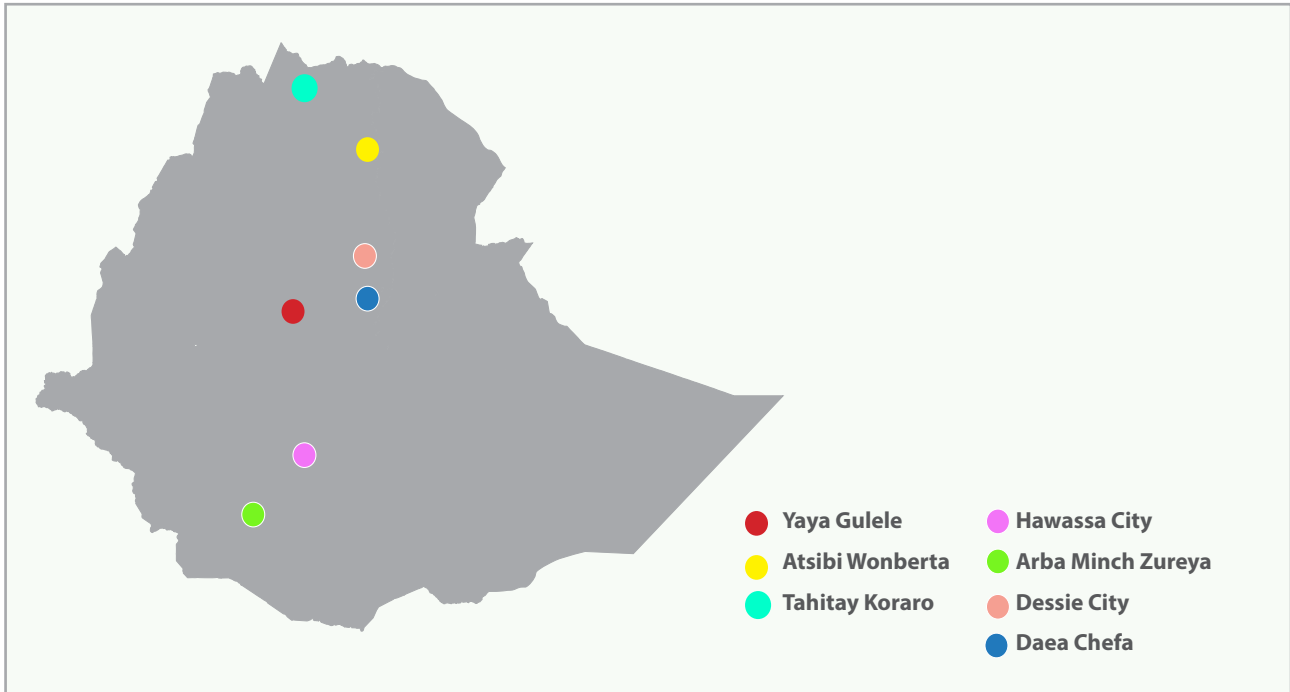 Yaya Gulele
Atsibi Wonberta
Tahitay Koraro
Hawassa City
Arba Minch Zureya
Dessie City
Daea Chefa